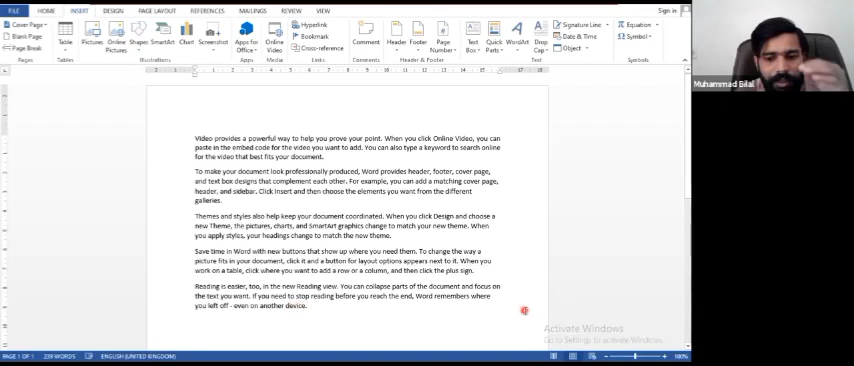 FILE HOME INSERT DESIGN PAGE LAYOUT REFERENCES MAILINGS REVIEW VIEW Sign in
Cover Page
Blank Page
Page Break
Pages
Table
Tables
Pictures Online Pictures Shapes SmartArt Chart Screenshot
Illustrations
Apps for Office
Apps
Online Video
Media
Hyperlink
Bookmark
Cross-reference
Links
Comment
Comments
Header Footer Page Number
Header & Footer
Text Box Quick Parts WordArt Drop Cap
Signature Line
Date & Time
Object
Text
Equation
Symbol
Symbols
Muhammad Bilal
Video provides a powerful way to help you prove your point. When you click Online Video, you can
paste in the embed code for the video you want to add. You can also type a keyword to search online
for the video that best fits your document.
To make your document look professionally produced, Word provides header, footer, cover page,
and text box designs that complement each other. For example, you can add a matching cover page,
header, and sidebar. Click Insert and then choose the elements you want from the different
galleries.
Themes and styles also help keep your document coordinated. When you click Design and choose a
new Theme, the pictures, charts, and SmartArt graphics change to match your new theme. When
you apply styles, your headings change to match the new theme.
Save time in Word with new buttons that show up where you need them. To change the way a
picture fits in your document, click it and a button for layout options appears next to it. When you
work on a table, click where you want to add a row or a column, and then click the plus sign.
Reading is easier, too, in the new Reading view. You can collapse parts of the document and focus on
the text you want. If you need to stop reading before you reach the end, Word remembers where
you left off - even on another device.
Activate Windows
Go to Settings to activate Windows.
PAGE 1 OF 1 239 WORDS ENGLISH (UNITED KINGDOM) 100%